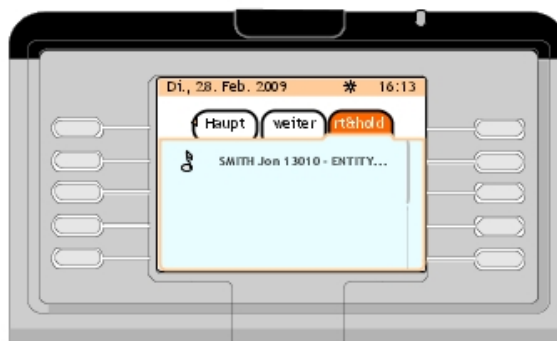 Di., 28. Feb. 2009 16:13
Haupt weiter rt&hold
SMITH Jon 13010 - ENTITY...